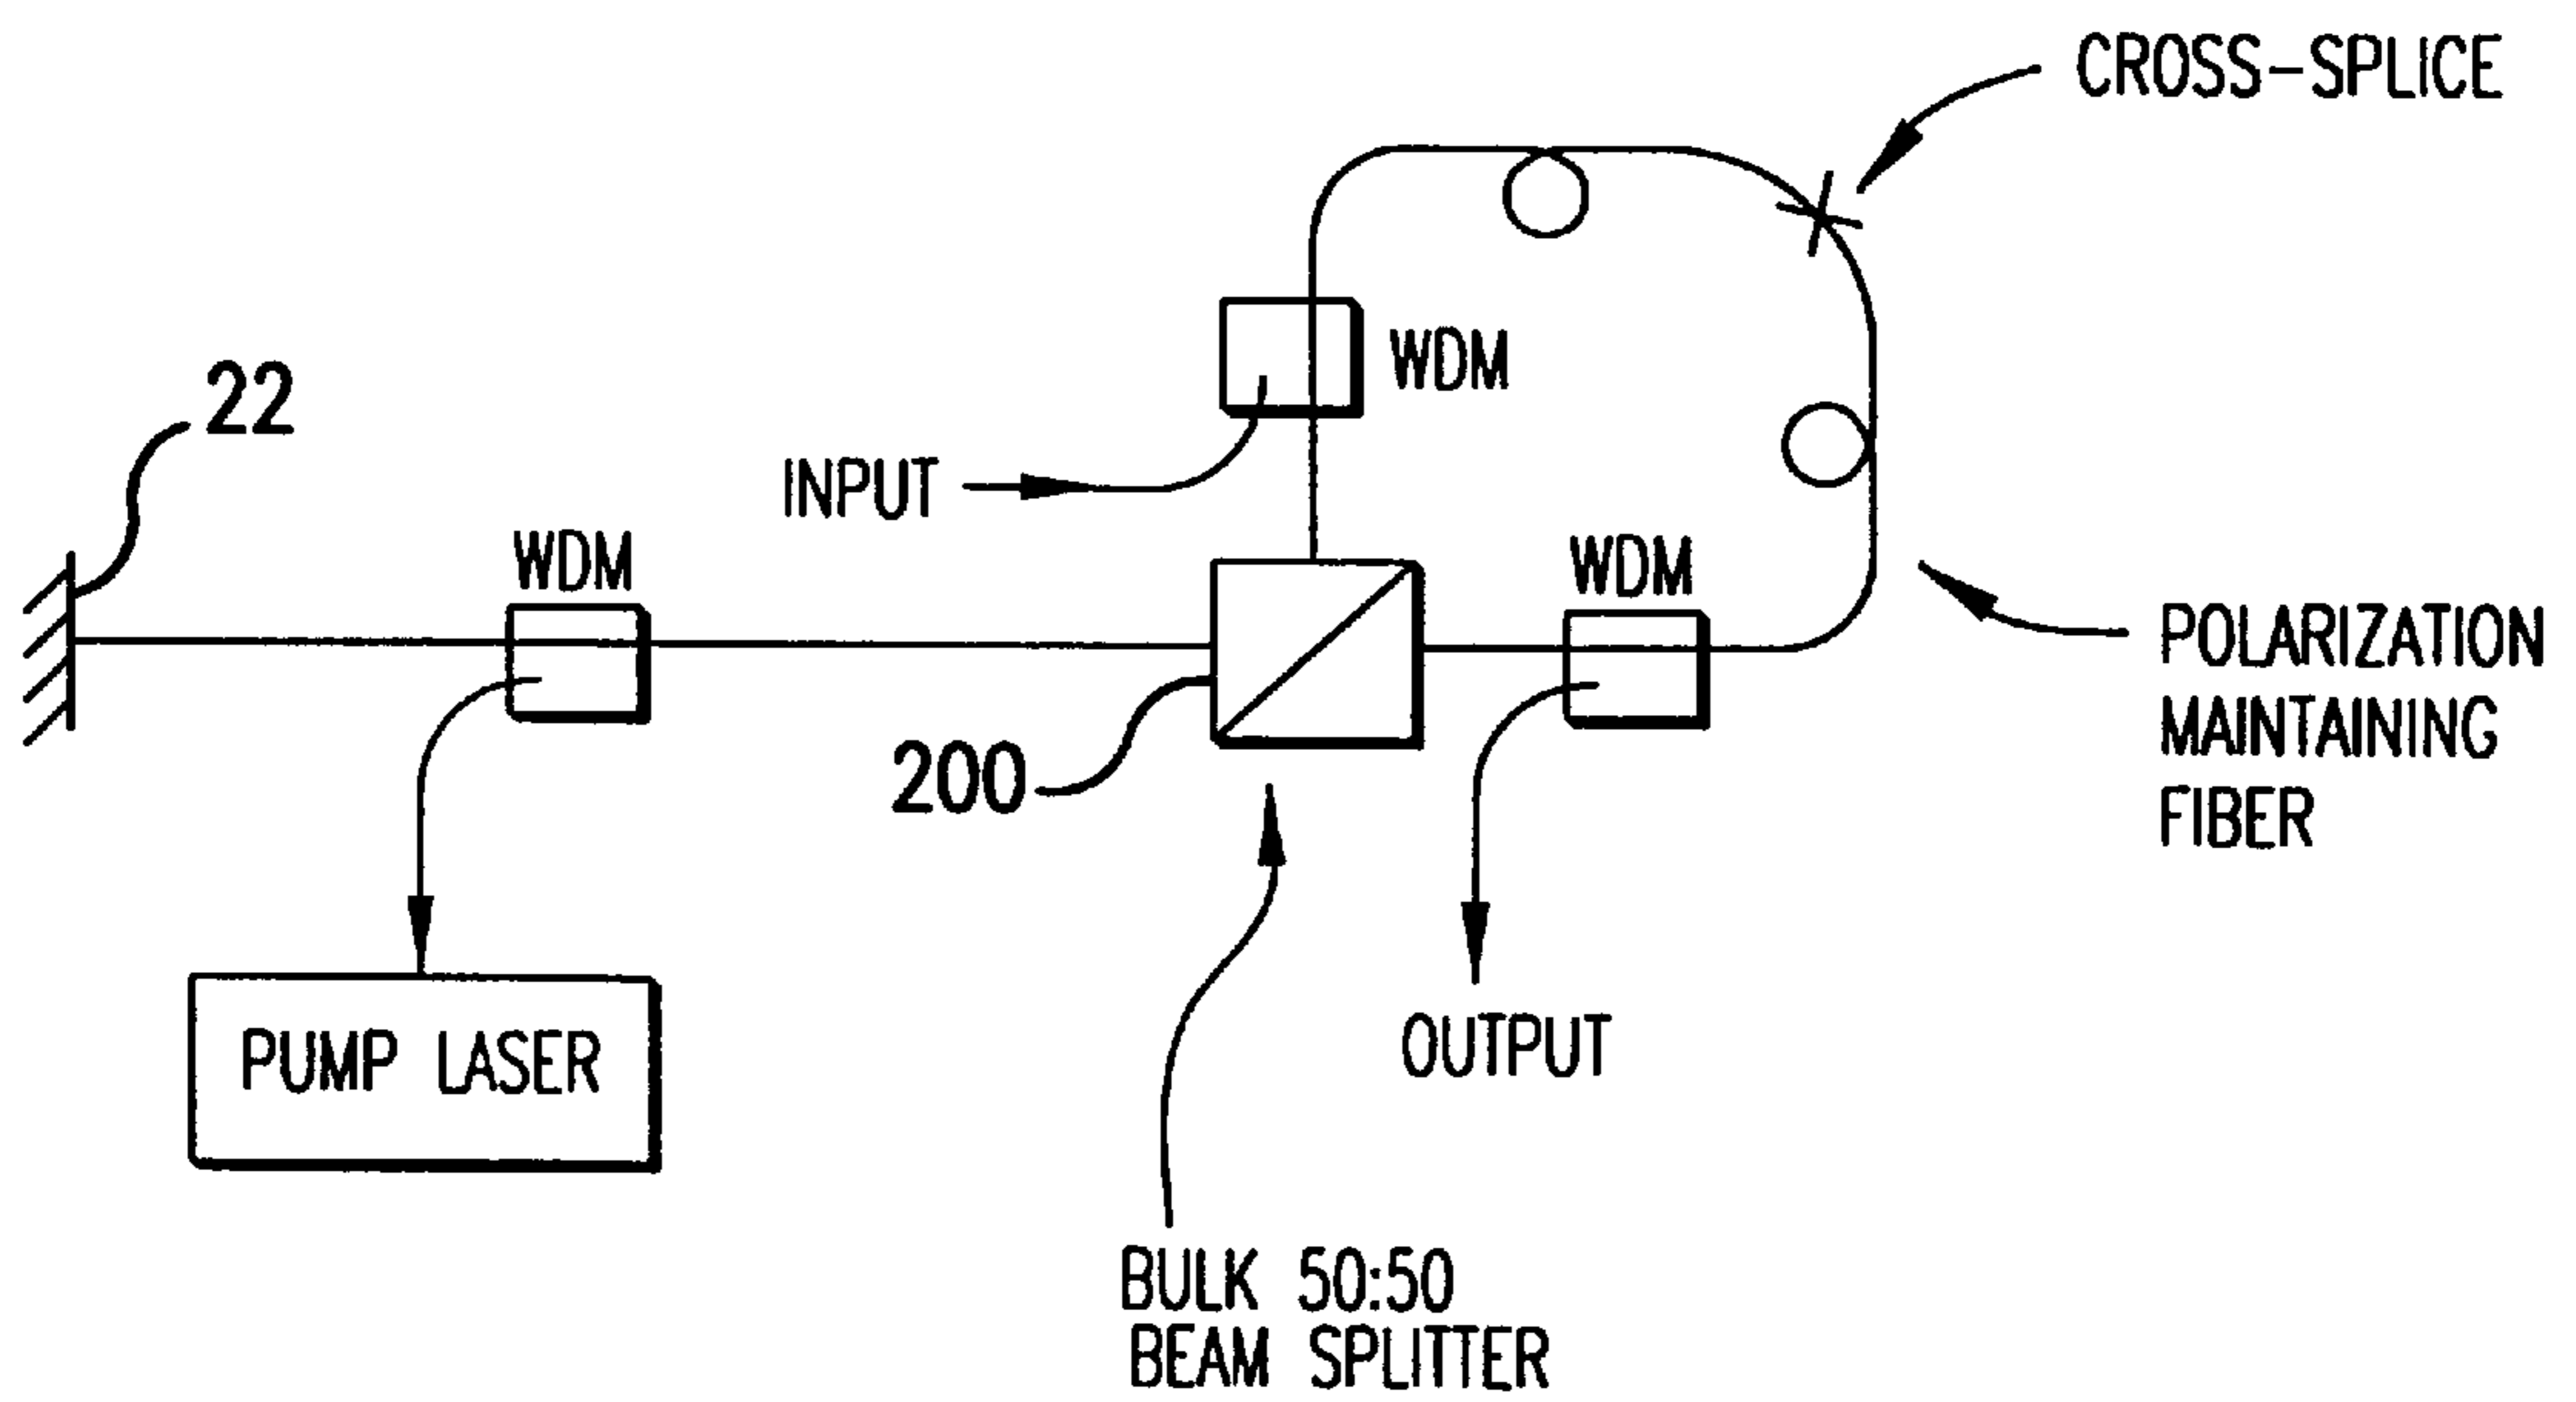 CROSS-SPLICE
22
WDM
INPUT
WDM
WDM
POLARIZATION
MAINTAINING
FIBER
200
PUMP LASER
OUTPUT
BULK 50:50
BEAM SPLITTER